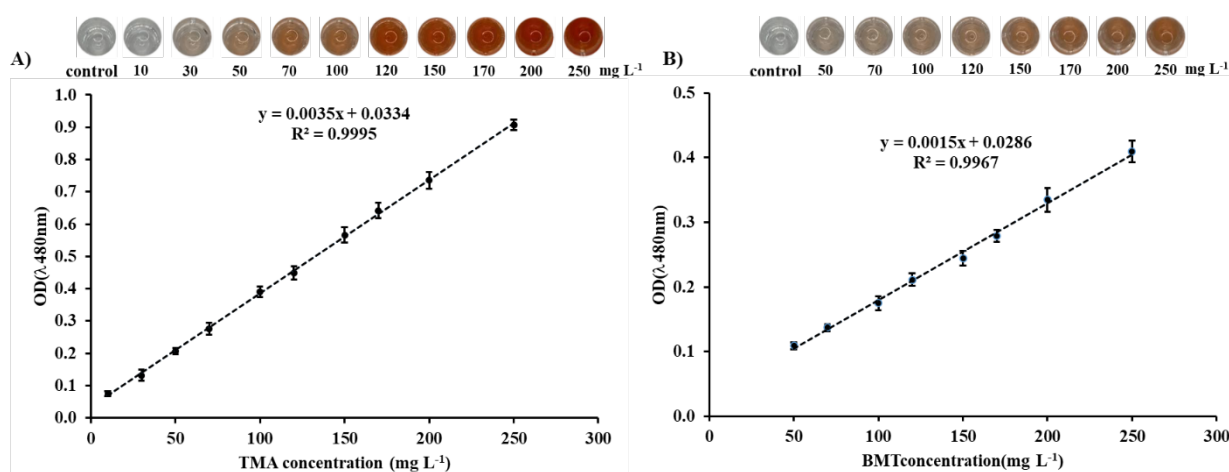 A)
control 10 30 50 70 100 120 150 170 200 250 mg L⁻¹
y = 0.0035x + 0.0334
R² = 0.9995
OD(λ480nm)
1.0
0.9
0.8
0.7
0.6
0.5
0.4
0.3
0.2
0.1
0.0
0 50 100 150 200 250 300
TMA concentration (mg L⁻¹)
B)
control 50 70 100 120 150 170 200 250 mg L⁻¹
y = 0.0015x + 0.0286
R² = 0.9967
OD(λ480nm)
0.5
0.4
0.3
0.2
0.1
0.0
0 50 100 150 200 250 300
BMTconcentration(mg L⁻¹)